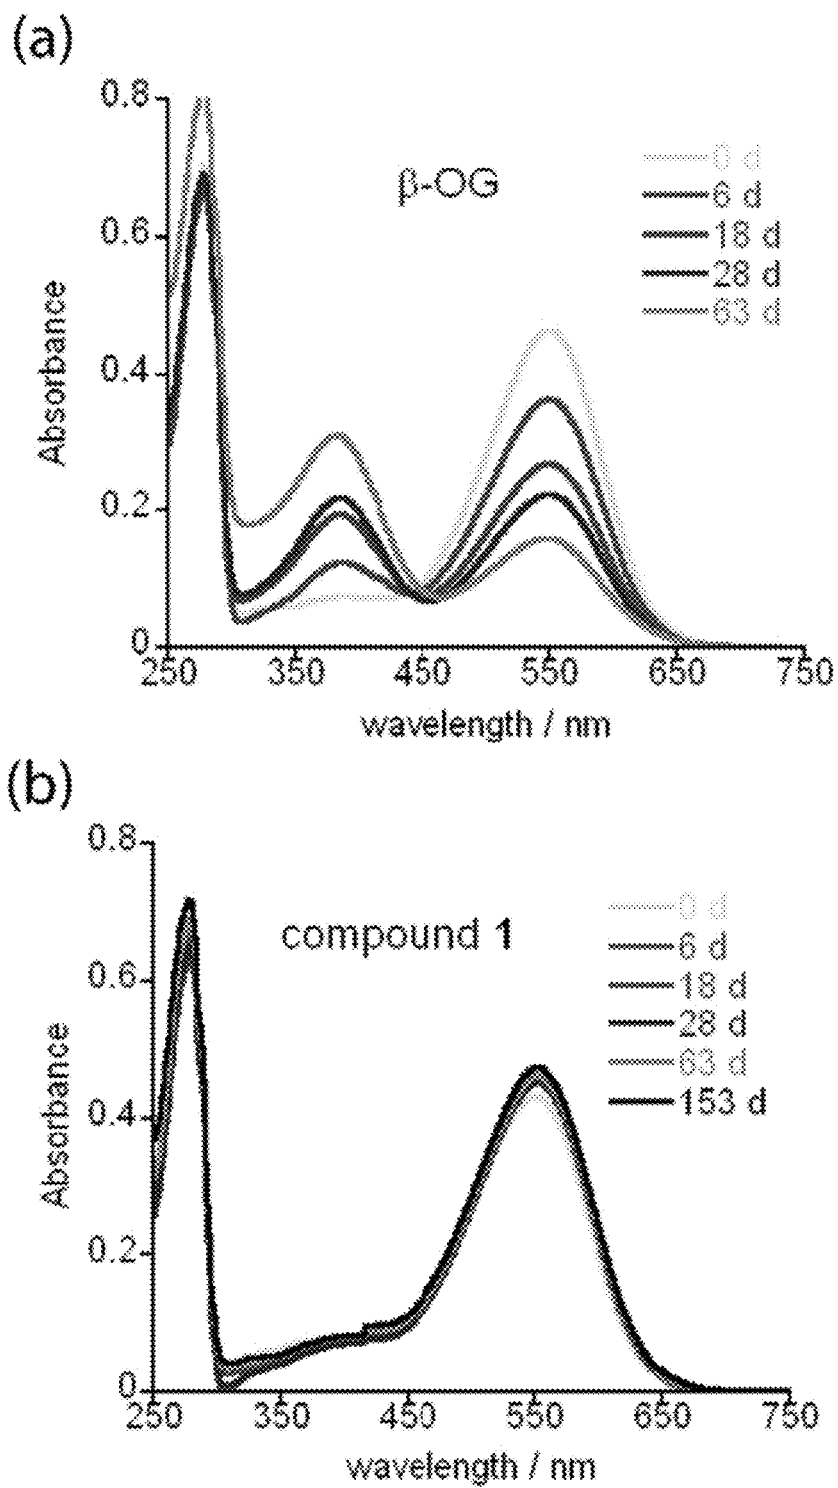 (a)
0.8
β-OG
0 d
6 d
18 d
28 d
63 d
0.6
0.4
0.2
0
Absorbance
250 350 450 550 650 750
wavelength / nm
(b)
0.8
compound 1
0 d
6 d
18 d
28 d
63 d
153 d
0.6
0.4
0.2
0
Absorbance
250 350 450 550 650 750
wavelength / nm